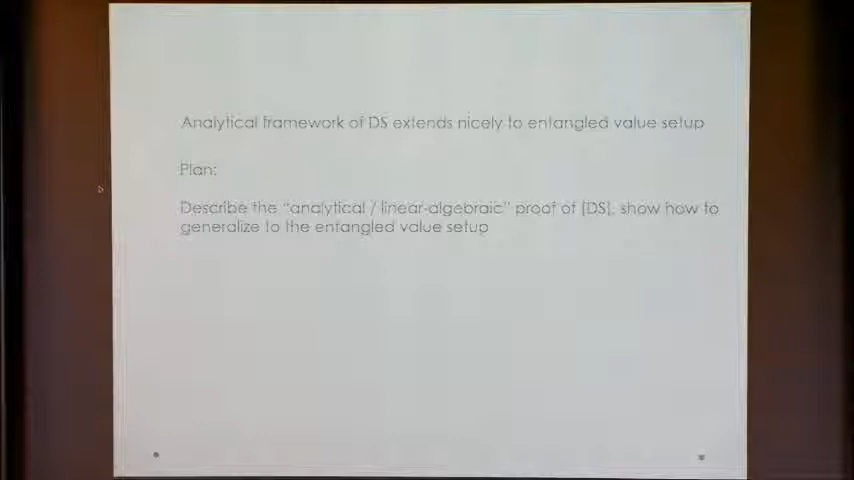 Analytical framework of DS extends nicely to entangled value setup
Plan:
Describe the “analytical / linear-algebraic” proof of [DS]; show how to
generalize to the entangled value setup